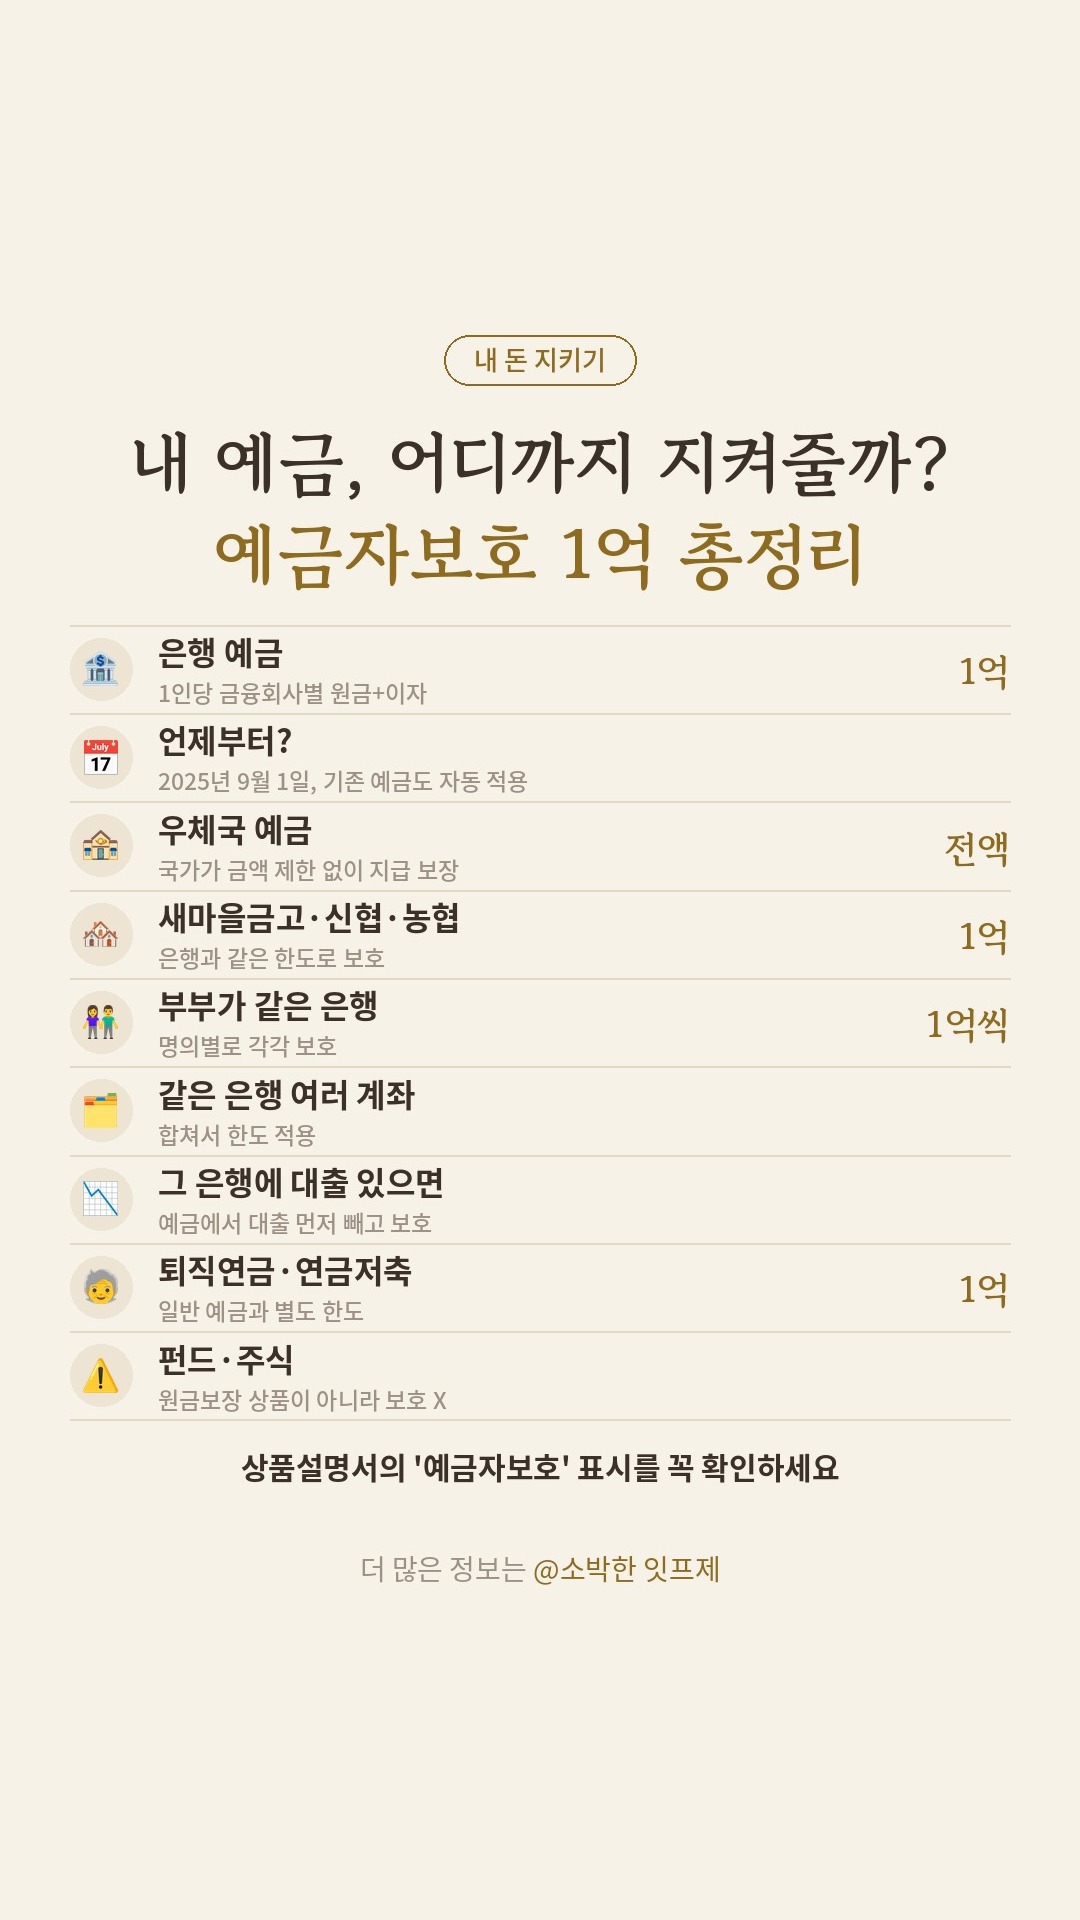 내 돈 지키기
내 예금, 어디까지 지켜줄까?
예금자보호 1억 총정리
은행 예금
1인당 금융회사별 원금+이자
1억
July
17
언제부터?
2025년 9월 1일, 기존 예금도 자동 적용
우체국 예금
국가가 금액 제한 없이 지급 보장
전액
새마을금고·신협·농협
은행과 같은 한도로 보호
1억
부부가 같은 은행
명의별로 각각 보호
1억씩
같은 은행 여러 계좌
합쳐서 한도 적용
그 은행에 대출 있으면
예금에서 대출 먼저 빼고 보호
퇴직연금·연금저축
일반 예금과 별도 한도
1억
펀드·주식
원금보장 상품이 아니라 보호 X
상품설명서의 '예금자보호' 표시를 꼭 확인하세요
더 많은 정보는 @소박한 잇프제